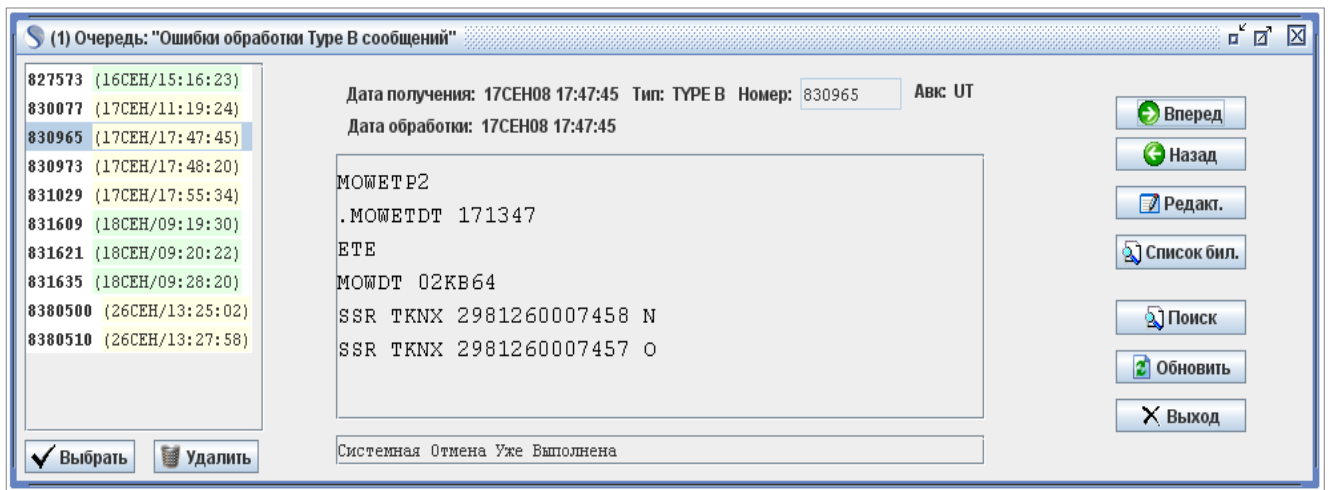 (1) Очередь: "Ошибки обработки Type B сообщений"
827573 (16СЕН/15:16:23)
830077 (17СЕН/11:19:24)
830965 (17СЕН/17:47:45)
830973 (17СЕН/17:48:20)
831029 (17СЕН/17:55:34)
831609 (18СЕН/09:19:30)
831621 (18СЕН/09:20:22)
831635 (18СЕН/09:28:20)
8380500 (26СЕН/13:25:02)
8380510 (26СЕН/13:27:58)
Выбрать Удалить
Дата получения: 17СЕН08 17:47:45 Тип: TYPE B Номер: 830965 Авк: UT
Дата обработки: 17СЕН08 17:47:45
MOWETP2
.MOWETDT 171347
ETE
MOWDT 02KB64
SSR TKNX 2981260007458 N
SSR TKNX 2981260007457 O
Системная Отмена Уже Выполнена
Вперед
Назад
Редакт.
Список бил.
Поиск
Обновить
Выход